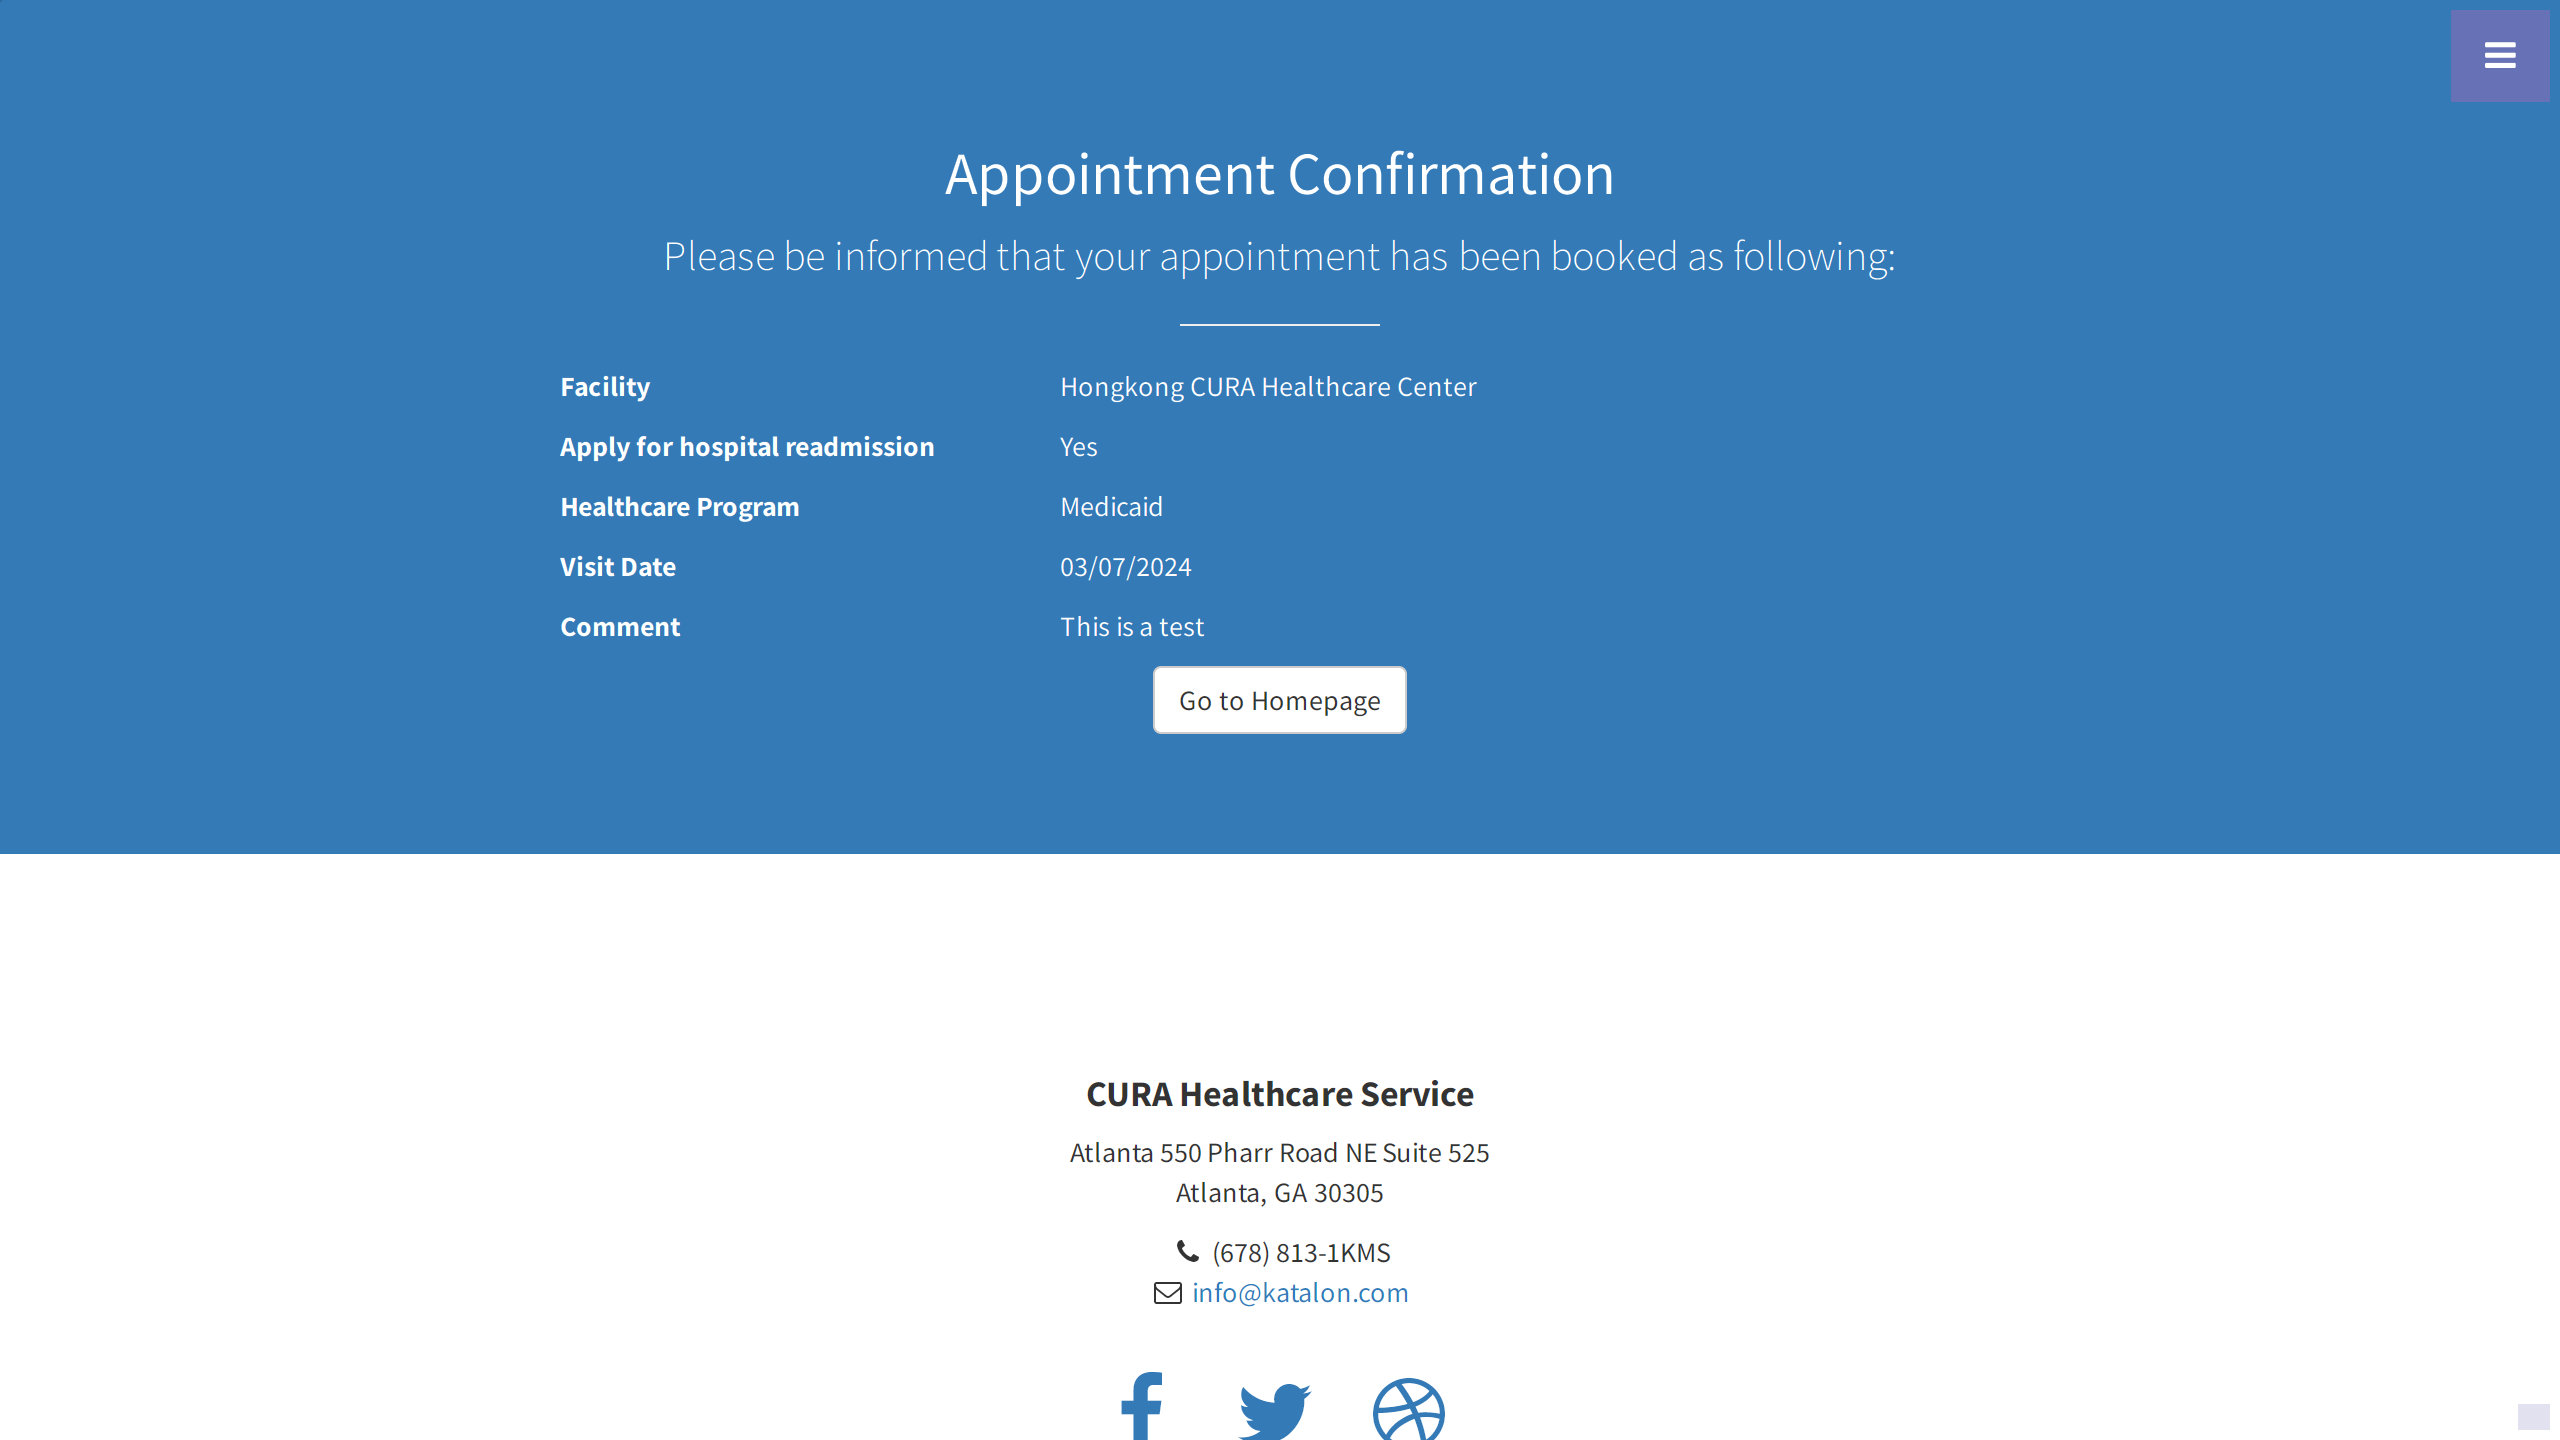 Appointment Confirmation
Please be informed that your appointment has been booked as following:
Facility Hongkong CURA Healthcare Center
Apply for hospital readmission Yes
Healthcare Program Medicaid
Visit Date 03/07/2024
Comment This is a test
Go to Homepage
CURA Healthcare Service
Atlanta 550 Pharr Road NE Suite 525
Atlanta, GA 30305
(678) 813-1KMS
info@katalon.com